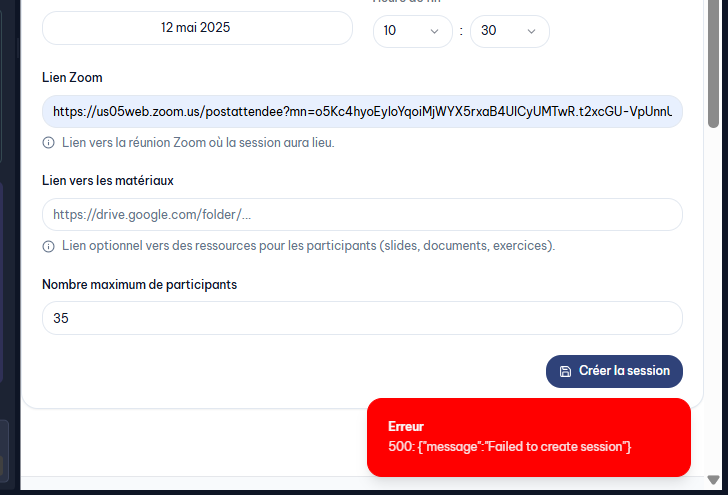 12 mai 2025
10 : 30
Lien Zoom
https://us05web.zoom.us/postattendee?mn=o5Kc4hyoEyloYqoiMjWYX5rxaB4UlCyUMTwR.t2xcGU-VpUnnU
Lien vers la réunion Zoom où la session aura lieu.
Lien vers les matériaux
https://drive.google.com/folder/...
Lien optionnel vers des ressources pour les participants (slides, documents, exercices).
Nombre maximum de participants
35
Créer la session
Erreur
500: {"message":"Failed to create session"}